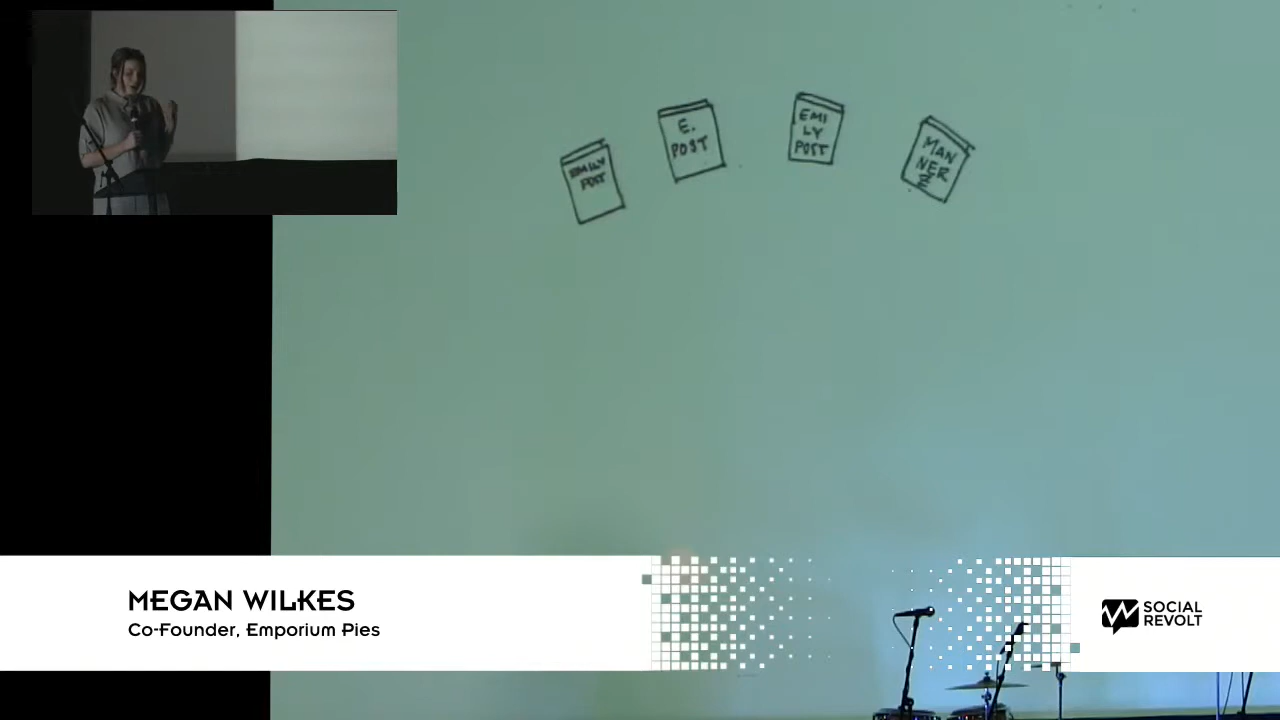 EMILY
POST
E.
POST
EMI
LY
POST
MAN
NER
Z
MEGAN WILKES
Co-Founder, Emporium Pies
SOCIAL
REVOLT